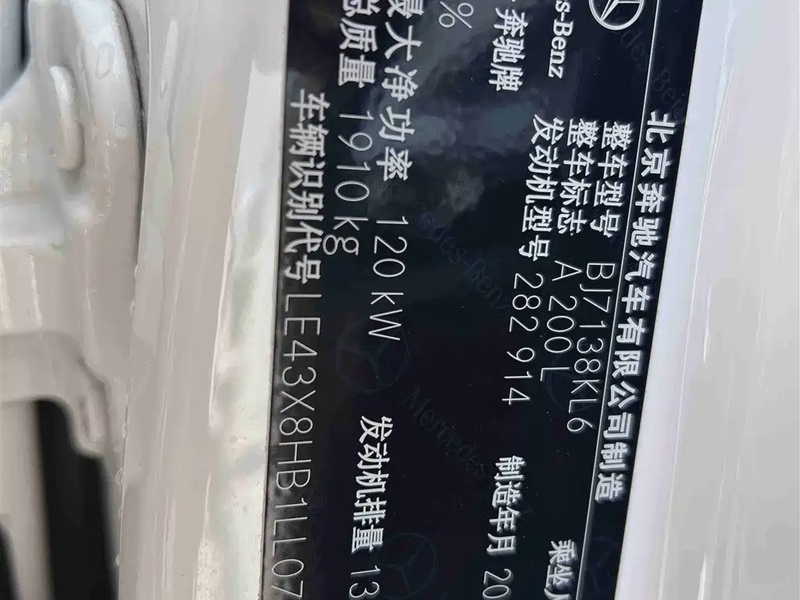 北京奔驰汽车有限公司制造
des-Benz
整车型号 BJ7138KL6
整车标志 A 200 L
乘坐
奔驰牌
发动机型号 282 914
制造年月 20
%
最大净功率 120 kW
发动机排量 13
总质量 1910 kg
车辆识别代号 LE43X8HB1LL07